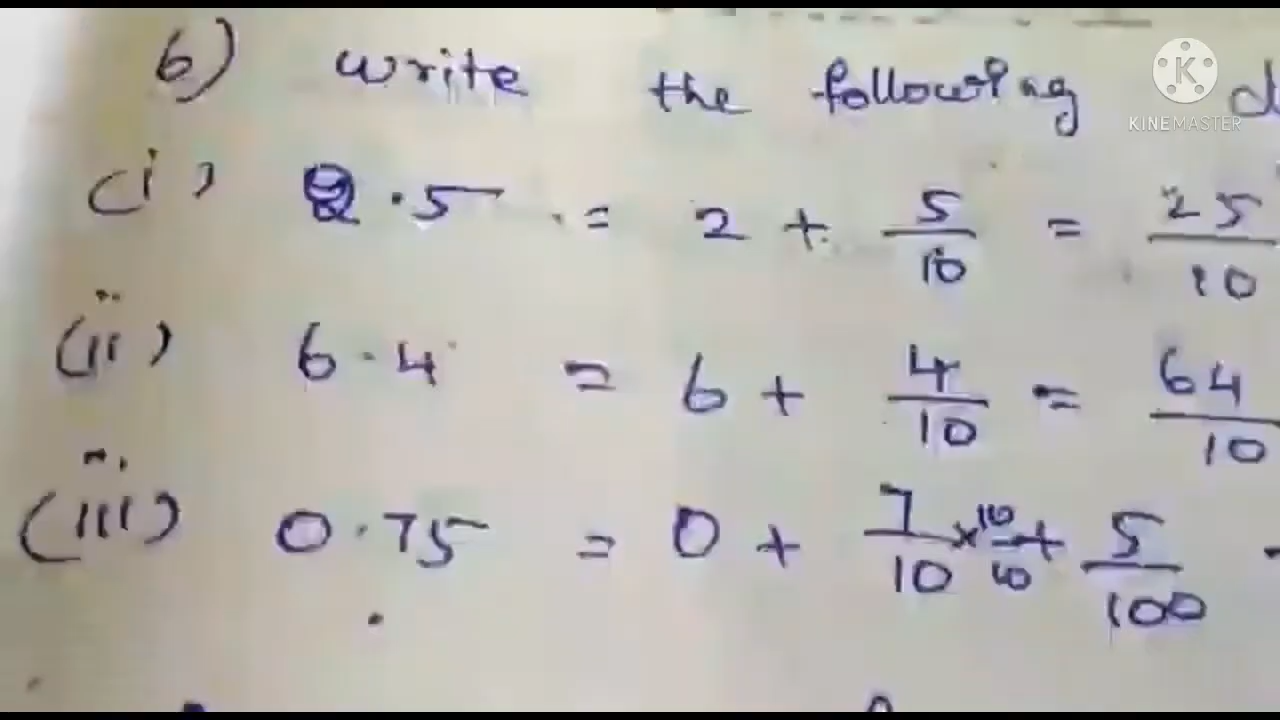 6) write the following
K
KINEMASTER
(i) 2.5 = 2 + 5/10 = 25/10
(ii) 6.4 = 6 + 4/10 = 64/10
(iii) 0.75 = 0 + 7/10 × 10/10 + 5/100